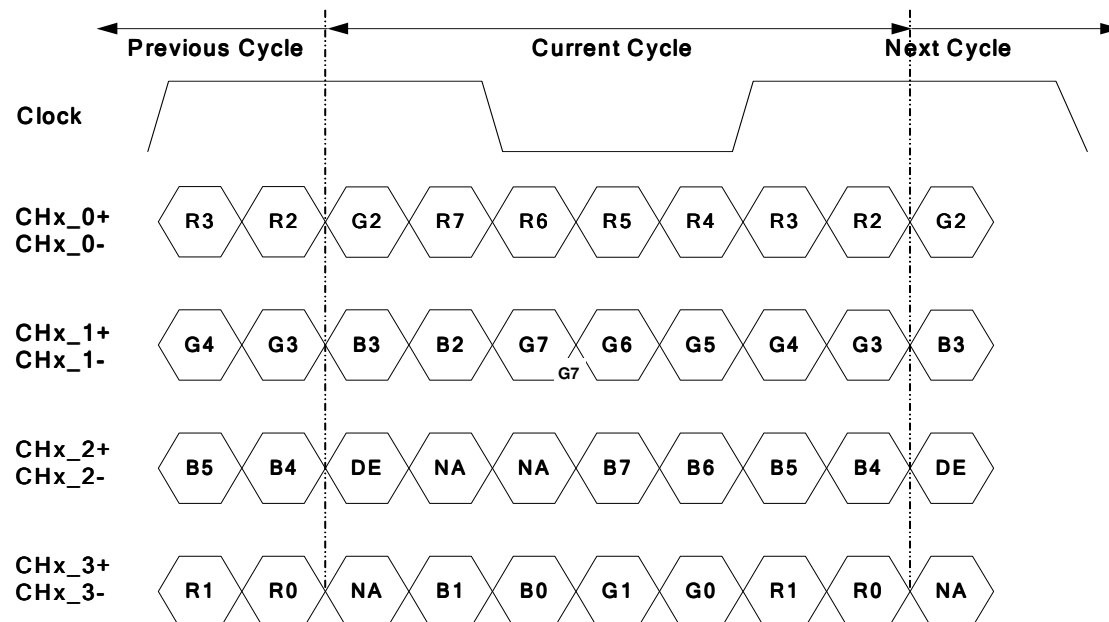 Previous Cycle Current Cycle Next Cycle
Clock
CHx_0+
CHx_0-
R3 R2 G2 R7 R6 R5 R4 R3 R2 G2
CHx_1+
CHx_1-
G4 G3 B3 B2 G7 G6 G5 G4 G3 B3
G7
CHx_2+
CHx_2-
B5 B4 DE NA NA B7 B6 B5 B4 DE
CHx_3+
CHx_3-
R1 R0 NA B1 B0 G1 G0 R1 R0 NA